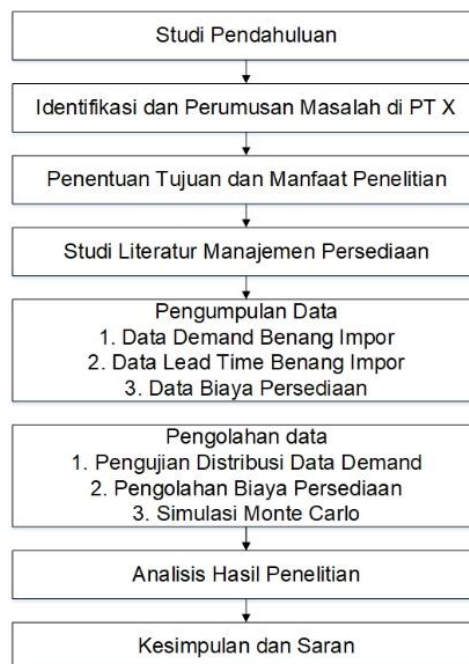 Studi Pendahuluan
Identifikasi dan Perumusan Masalah di PT X
Penentuan Tujuan dan Manfaat Penelitian
Studi Literatur Manajemen Persediaan
Pengumpulan Data
1. Data Demand Benang Impor
2. Data Lead Time Benang Impor
3. Data Biaya Persediaan
Pengolahan data
1. Pengujian Distribusi Data Demand
2. Pengolahan Biaya Persediaan
3. Simulasi Monte Carlo
Analisis Hasil Penelitian
Kesimpulan dan Saran